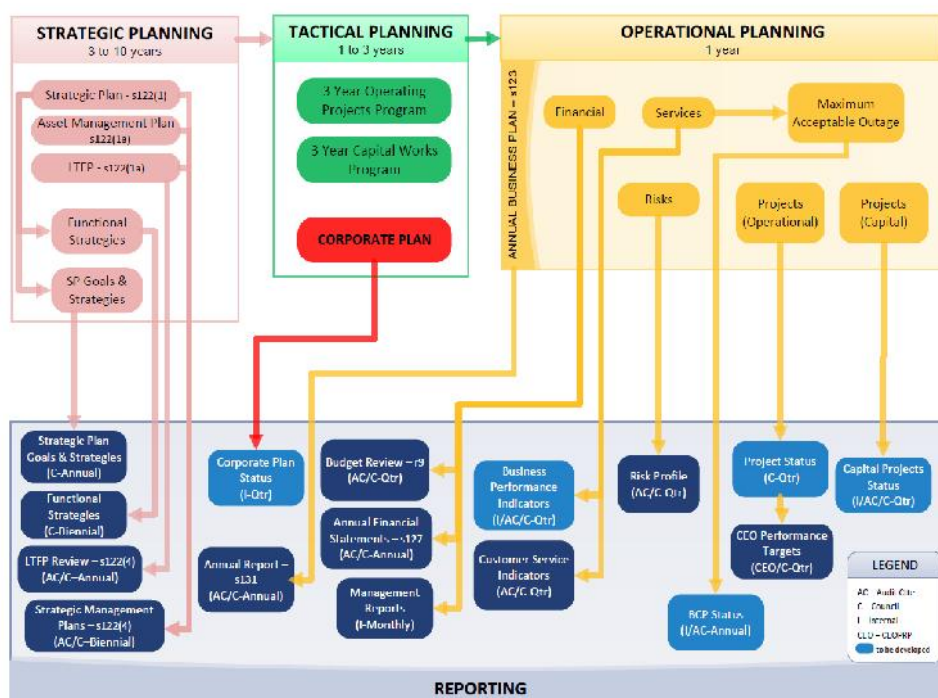 STRATEGIC PLANNING
3 to 10 years
Strategic Plan - s122(1)
Asset Management Plan
s122(1a)
LTFP - s122(1a)
Functional
Strategies
SP Goals &
Strategies
TACTICAL PLANNING
1 to 3 years
3 Year Operating
Projects Program
3 Year Capital Works
Program
CORPORATE PLAN
OPERATIONAL PLANNING
1 year
ANNUAL BUSINESS PLAN – s123
Financial
Services
Maximum
Acceptable Outage
Risks
Projects
(Operational)
Projects
(Capital)
Strategic Plan
Goals & Strategies
(C-Annual)
Functional
Strategies
(C-Biennial)
LTFP Review – s122(4)
(AC/C–Annual)
Strategic Management
Plans – s122(4)
(AC/C–Biennial)
Corporate Plan
Status
(I-Qtr)
Annual Report –
s131
(AC/C-Annual)
Budget Review – r9
(AC/C-Qtr)
Annual Financial
Statements – s127
(AC/C-Annual)
Management
Reports
(I-Monthly)
Business
Performance
Indicators
(I/AC/C-Qtr)
Customer Service
Indicators
(AC/C-Qtr)
Risk Profile
(AC/C-Qtr)
Project Status
(C-Qtr)
CEO Performance
Targets
(CEO/C-Qtr)
BCP Status
(I/AC-Annual)
Capital Projects
Status
(I/AC/C-Qtr)
LEGEND
AC Audit
C Council
I Internal
to be developed
REPORTING